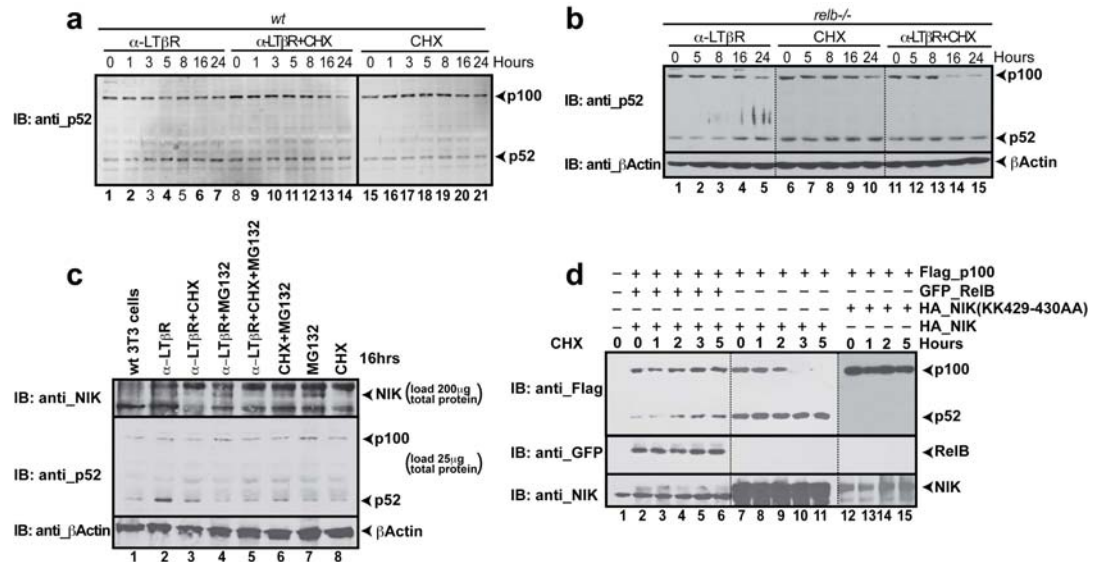 a
wt
α-LTβR
α-LTβR+CHX
CHX
0 1 3 5 8 16 24 0 1 3 5 8 16 24 0 1 3 5 8 16 24 Hours
IB: anti_p52
p100
p52
1 2 3 4 5 6 7 8 9 10 11 12 13 14 15 16 17 18 19 20 21
b
relb-/-
α-LTβR
CHX
α-LTβR+CHX
0 5 8 16 24 0 5 8 16 24 0 5 8 16 24
Hours
p100
IB: anti_p52
p52
IB: anti_βActin
βActin
1 2 3 4 5 6 7 8 9 10 11 12 13 14 15
c
wt 3T3 cells
α-LTβR
α-LTβR+CHX
α-LTβR+MG132
α-LTβR+CHX+MG132
CHX+MG132
MG132
CHX
16hrs
IB: anti_NIK
NIK (load 200μg total protein)
p100
(load 25μg total protein)
IB: anti_p52
p52
IB: anti_βActin
βActin
1 2 3 4 5 6 7 8
d
– + + + + + + + + + + + + + + Flag_p100
– + + + + + – – – – – – – – – GFP_RelB
– – – – – – – – – – – + + + + HA_NIK(KK429-430AA)
– + + + + + + + + + + – – – – HA_NIK
CHX 0 0 1 2 3 5 0 1 2 3 5 0 1 2 5 Hours
p100
IB: anti_Flag
p52
IB: anti_GFP
RelB
IB: anti_NIK
NIK
1 2 3 4 5 6 7 8 9 10 11 12 13 14 15